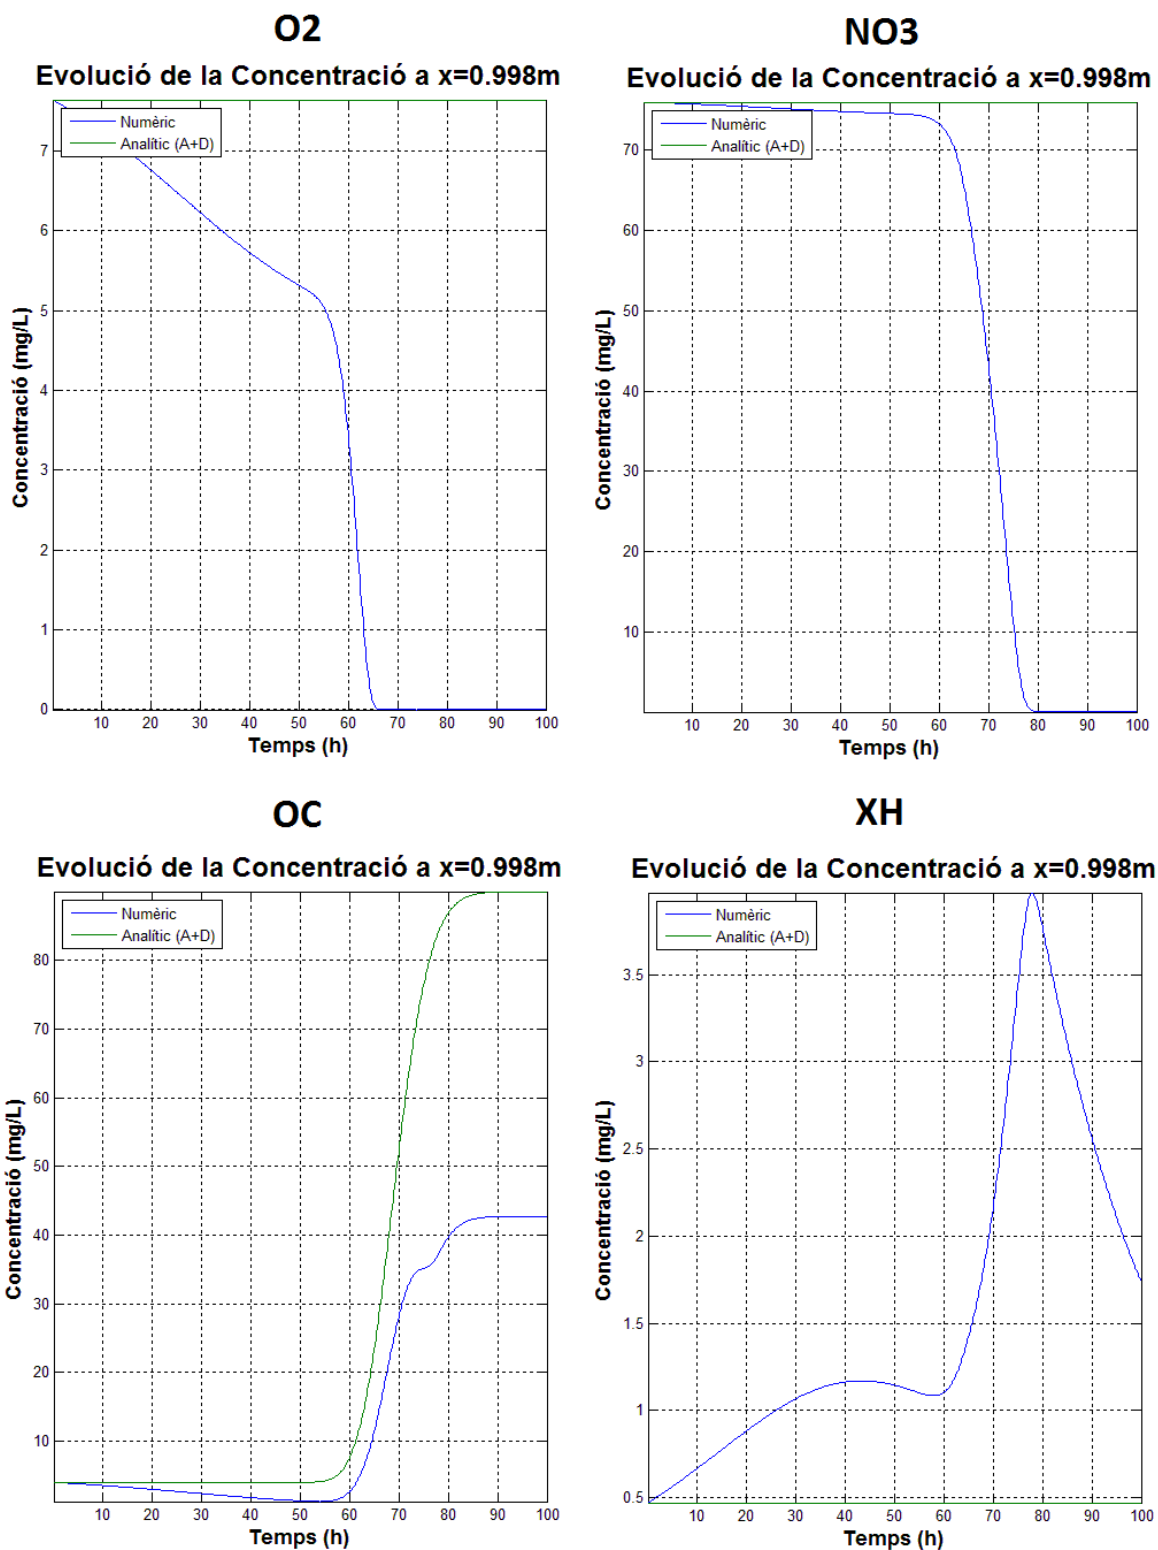 O2
Evolució de la Concentració a x=0.998m
Numèric
Analític (A+D)
Concentració (mg/L)
7
6
5
4
3
2
1
0
10 20 30 40 50 60 70 80 90 100
Temps (h)
NO3
Evolució de la Concentració a x=0.998m
Numèric
Analític (A+D)
Concentració (mg/L)
70
60
50
40
30
20
10
10 20 30 40 50 60 70 80 90 100
Temps (h)
OC
Evolució de la Concentració a x=0.998m
Numèric
Analític (A+D)
Concentració (mg/L)
80
70
60
50
40
30
20
10
10 20 30 40 50 60 70 80 90 100
Temps (h)
XH
Evolució de la Concentració a x=0.998m
Numèric
Analític (A+D)
Concentració (mg/L)
3.5
3
2.5
2
1.5
1
0.5
10 20 30 40 50 60 70 80 90 100
Temps (h)